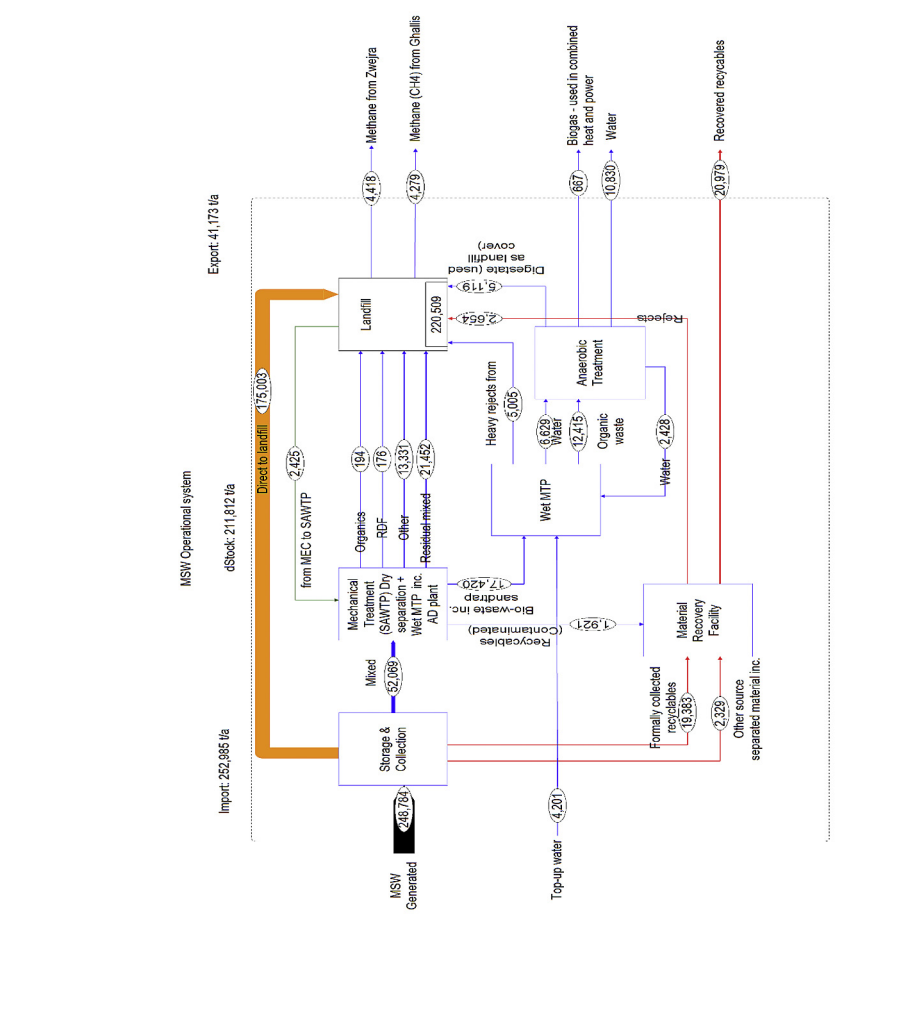 MSW Operational system
Import: 252,985 t/a
dStock: 211,812 t/a
Export: 41,173 t/a
175,003
Direct to landfill
2,425
from MEC to SAWTP
MSW
Generated
248,784
Storage &
Collection
Mixed
52,069
Mechanical
Treatment
(SAWTP) Dry
separation +
Wet MTP inc.
AD plant
Organics
194
RDF
176
Other
13,331
Residual mixed
21,452
Landfill
220,509
4,418
Methane from Zwejra
4,279
Methane (CH4) from Ghallis
Bio-waste inc.
sandtrap
17,420
Recyclables
(Contaminated)
1,921
Heavy rejects from
5,005
Digestate (used
as landfill
cover)
5,119
2,654
Rejects
Wet MTP
6,629
Water
12,415
Organic
waste
Anaerobic
Treatment
2,428
Water
667
Biogas - used in combined
heat and power
10,830
Water
Top-up water
4,201
Formally collected
recyclables
19,383
2,329
Other source
separated material inc.
Material
Recovery
Facility
20,979
Recovered recycables